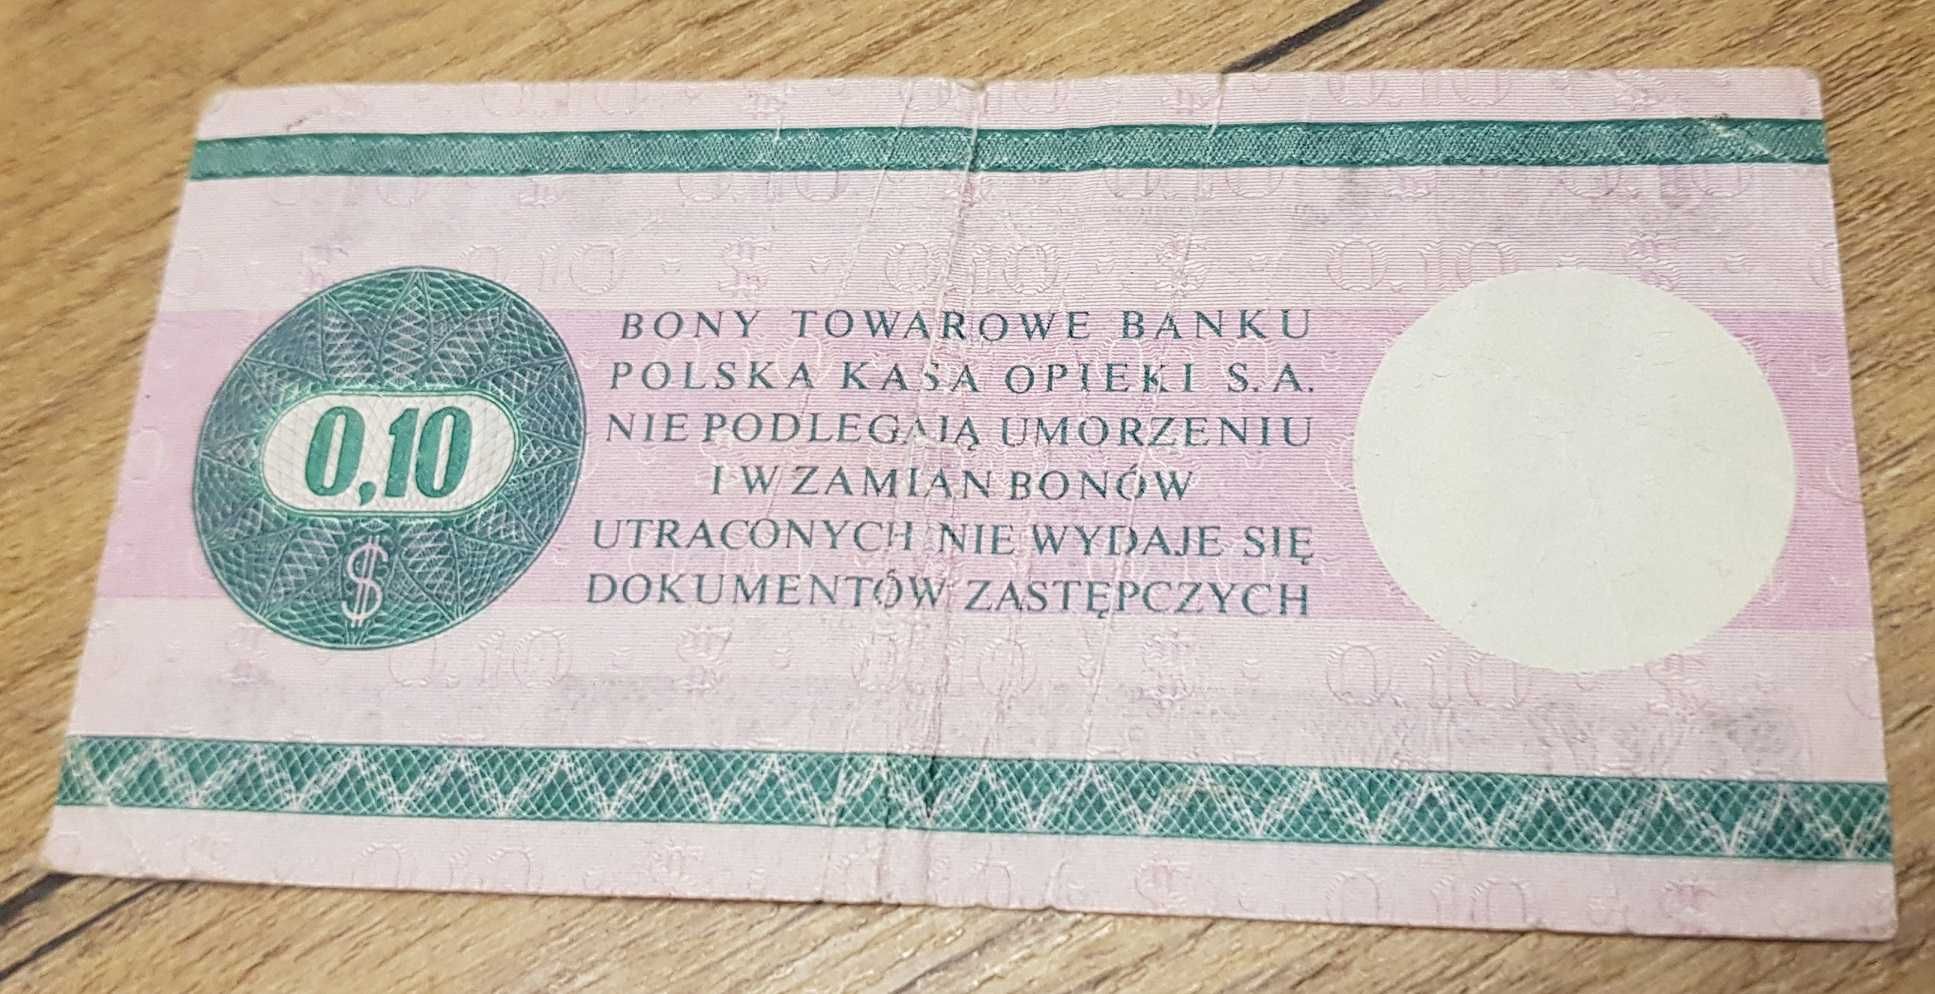 BONY TOWAROWE BANKU
POLSKA KASA OPIEKI S.A.
NIE PODLEGAJĄ UMORZENIU
I W ZAMIAN BONÓW
UTRACONYCH NIE WYDAJE SIĘ
DOKUMENTÓW ZASTĘPCZYCH
0,10
$